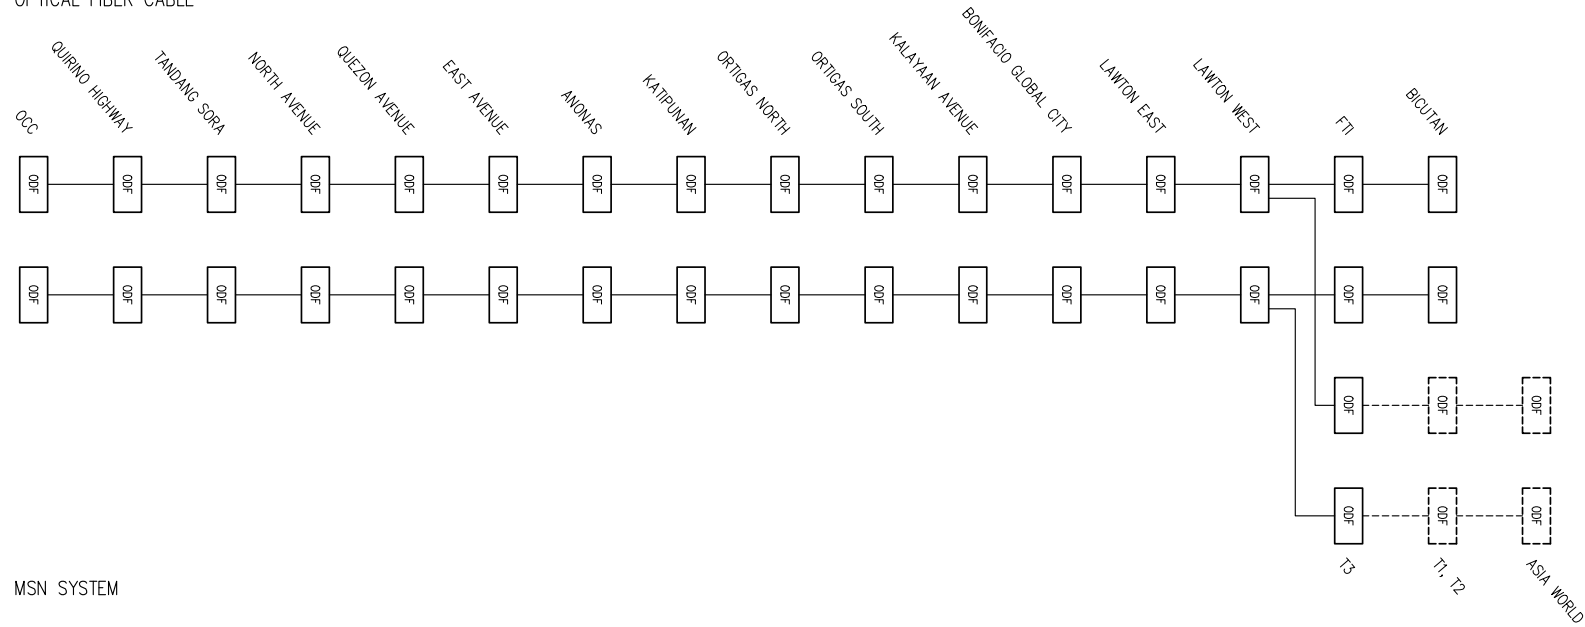 OPTICAL FIBER CABLE
OCC
QUIRINO HIGHWAY
TANDANG SORA
NORTH AVENUE
QUEZON AVENUE
EAST AVENUE
ANONAS
KATIPUNAN
ORTIGAS NORTH
ORTIGAS SOUTH
KALAYAAN AVENUE
BONIFACIO GLOBAL CITY
LAWTON EAST
LAWTON WEST
FTI
BICUTAN
ODF ODF ODF ODF ODF ODF ODF ODF ODF ODF ODF ODF ODF ODF ODF ODF
ODF ODF ODF ODF ODF ODF ODF ODF ODF ODF ODF ODF ODF ODF ODF ODF
ODF ODF ODF
ODF ODF ODF
T3
T1, T2
ASIA WORLD
MSN SYSTEM